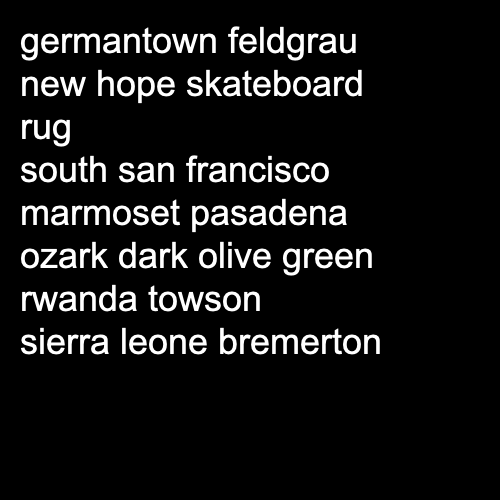 germantown feldgrau
new hope skateboard
rug
south san francisco
marmoset pasadena
ozark dark olive green
rwanda towson
sierra leone bremerton